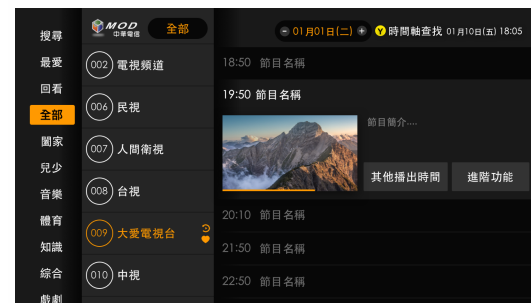 搜尋
最愛
回看
全部
闔家
兒少
音樂
體育
知識
綜合
戲劇
MOD
中華電信
全部
002 電視頻道
006 民視
007 人間衛視
008 台視
009 大愛電視台
010 中視
01月01日(二)
Y 時間軸查找 01月10日(五) 18:05
18:50 節目名稱
19:50 節目名稱
節目簡介....
其他播出時間
進階功能
20:10 節目名稱
21:50 節目名稱
22:50 節目名稱